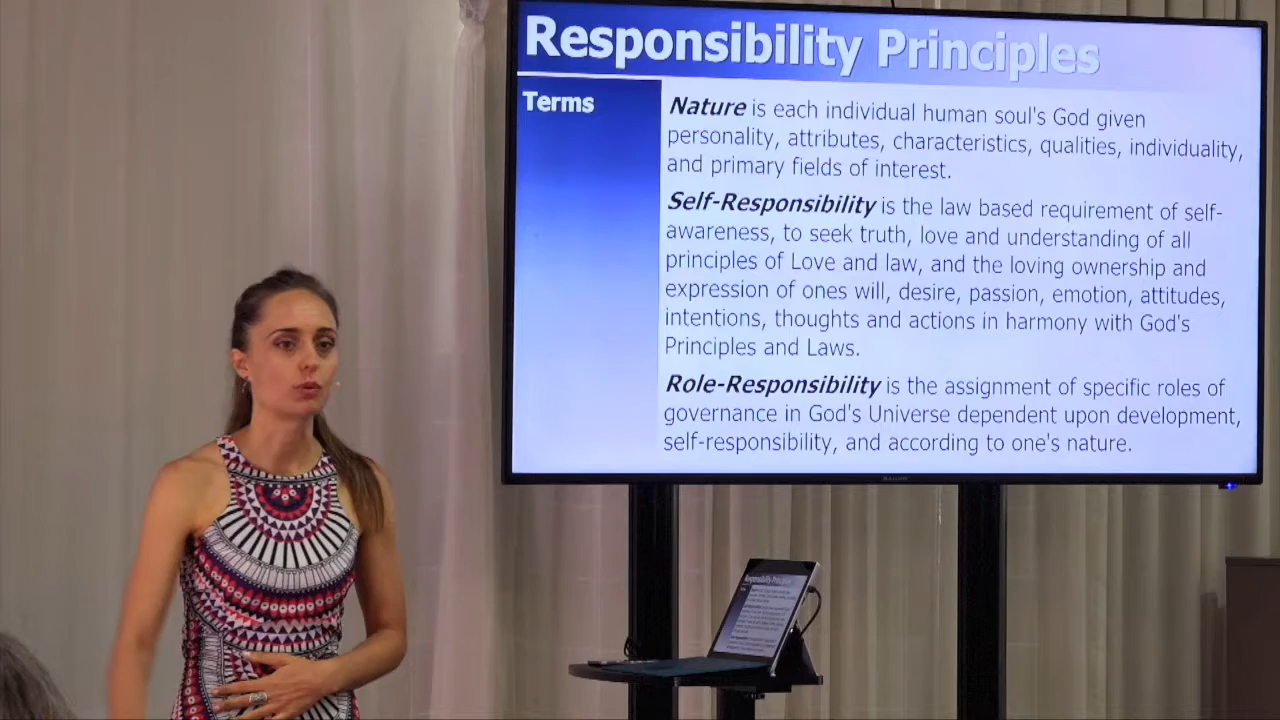 Responsibility Principles
Terms
Nature is each individual human soul's God given
personality, attributes, characteristics, qualities, individuality,
and primary fields of interest.
Self-Responsibility is the law based requirement of self-
awareness, to seek truth, love and understanding of all
principles of Love and law, and the loving ownership and
expression of ones will, desire, passion, emotion, attitudes,
intentions, thoughts and actions in harmony with God's
Principles and Laws.
Role-Responsibility is the assignment of specific roles of
governance in God's Universe dependent upon development,
self-responsibility, and according to one's nature.
Responsibility Principles